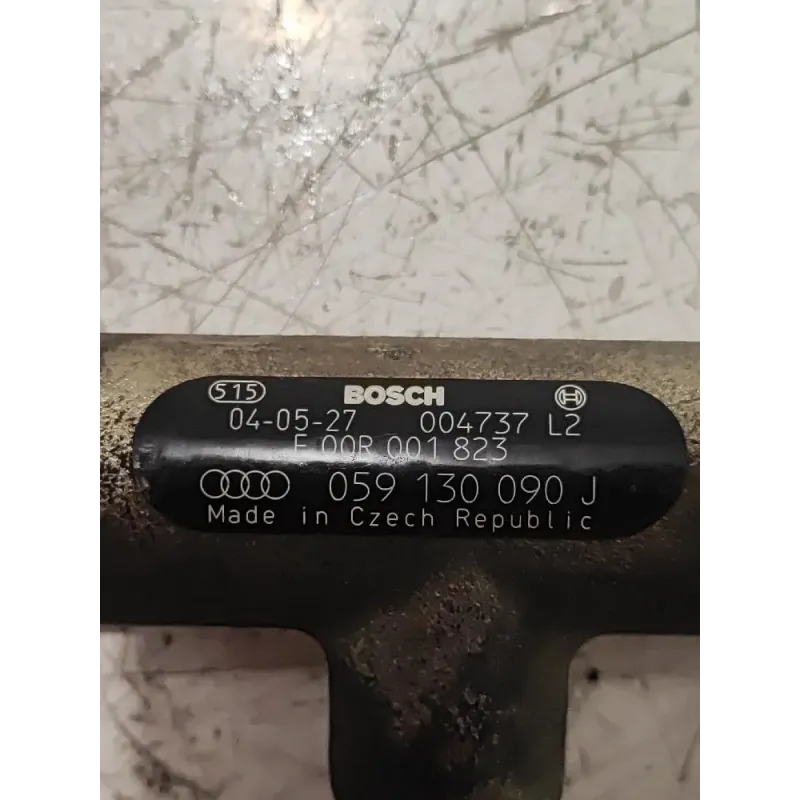 515 BOSCH H
04-05-27 004737 L2
F 00R 001 823
059 130 090 J
Made in Czech Republic